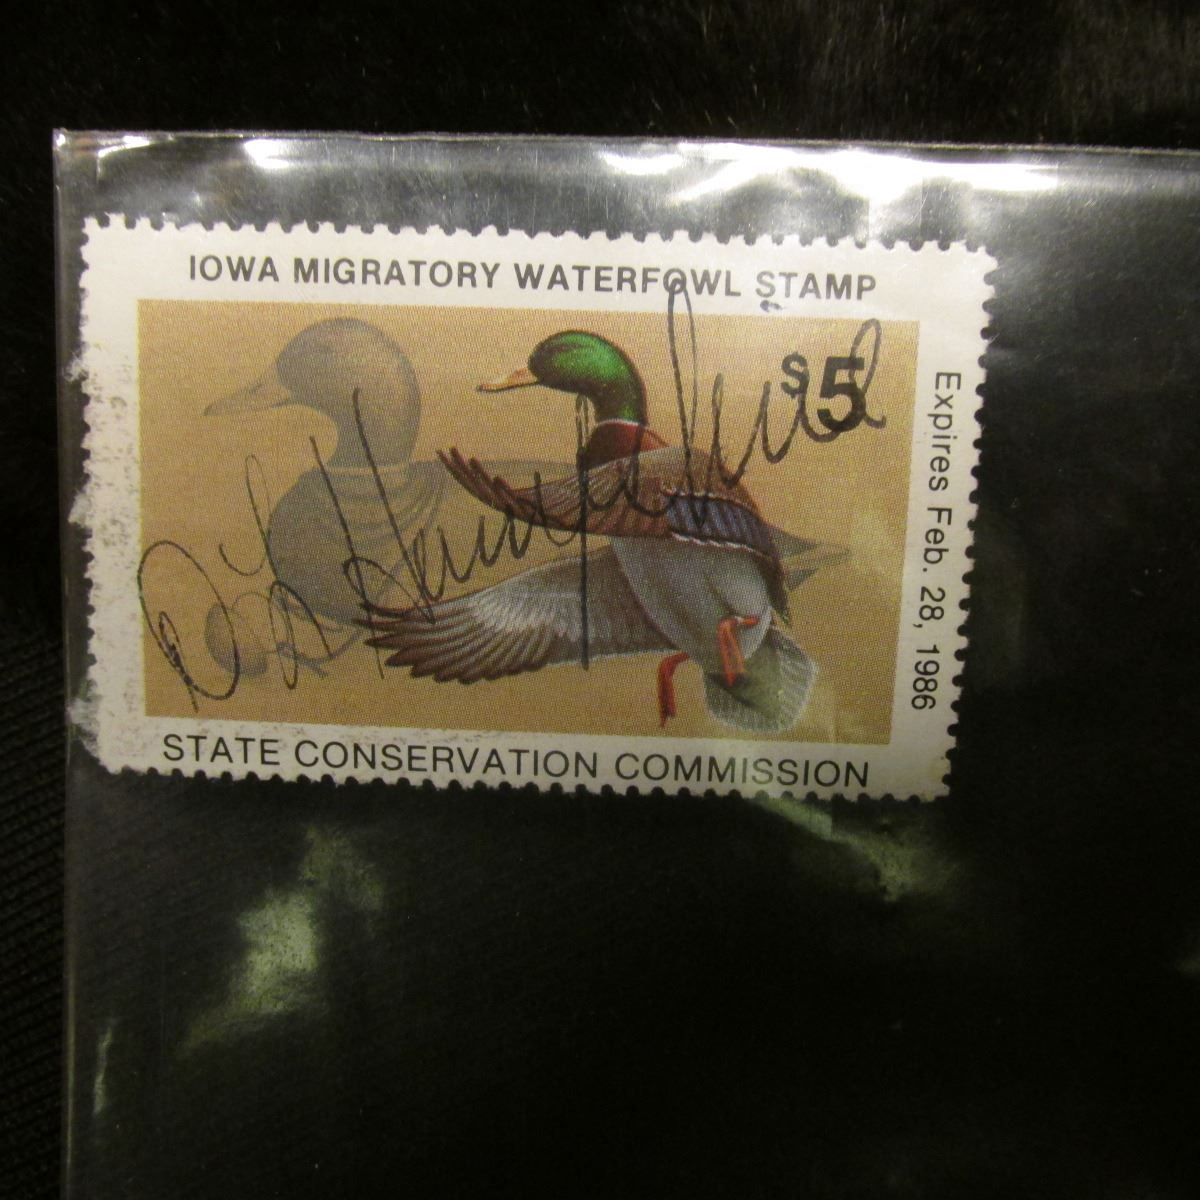 IOWA MIGRATORY WATERFOWL STAMP
$5
Expires Feb. 28, 1986
STATE CONSERVATION COMMISSION